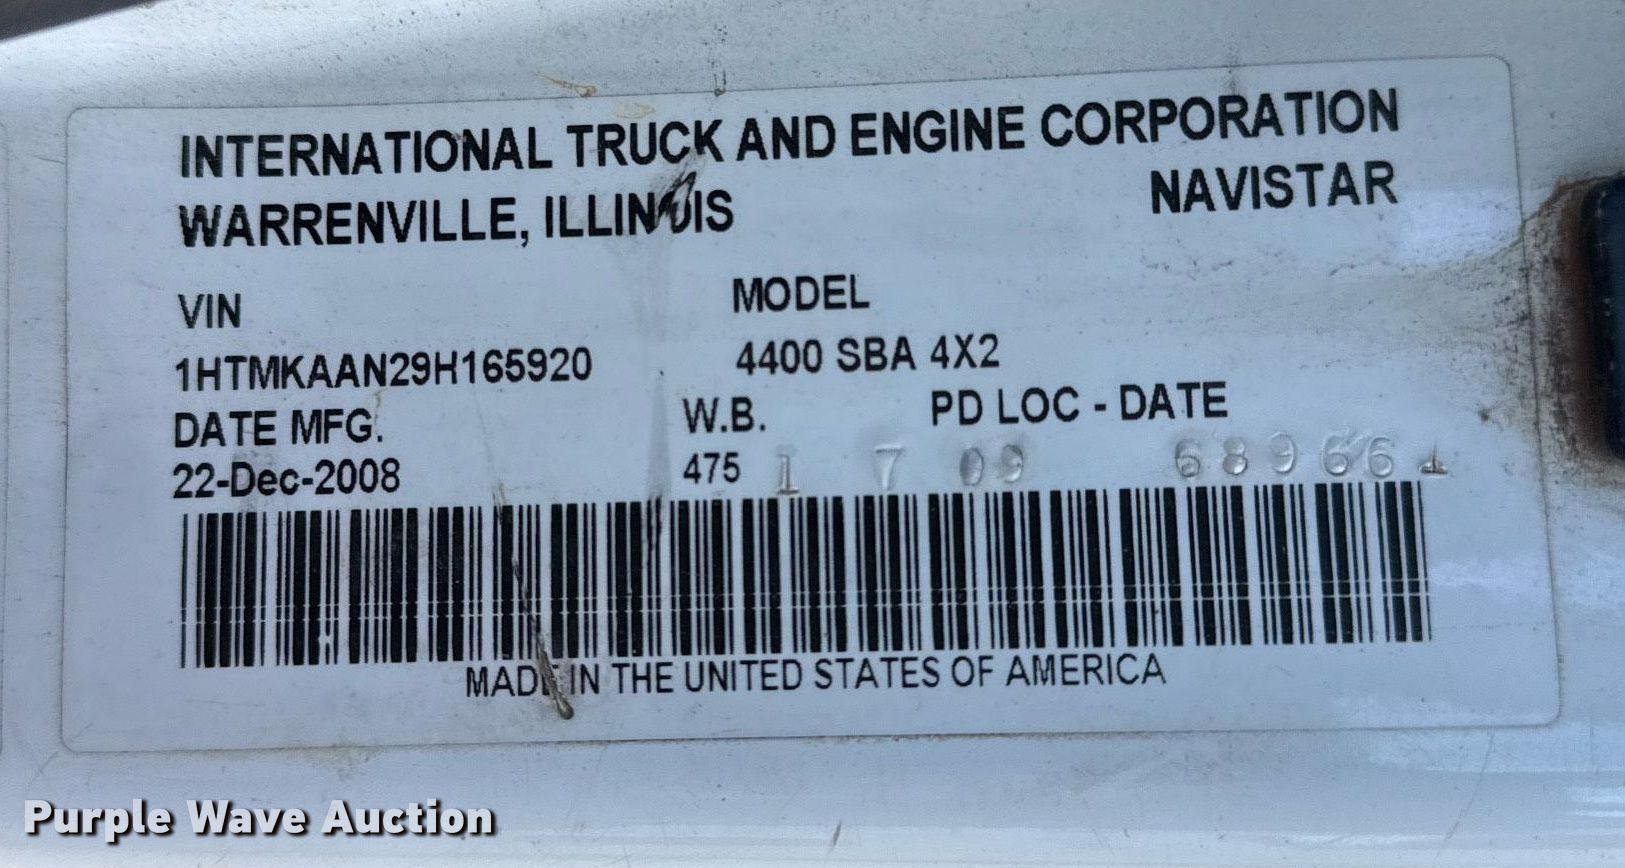 INTERNATIONAL TRUCK AND ENGINE CORPORATION
WARRENVILLE, ILLINOIS NAVISTAR
VIN MODEL
1HTMKAAN29H165920 4400 SBA 4X2
DATE MFG. W.B. PD LOC - DATE
22-Dec-2008 475 1 7 09 689661
MADE IN THE UNITED STATES OF AMERICA
Purple Wave Auction